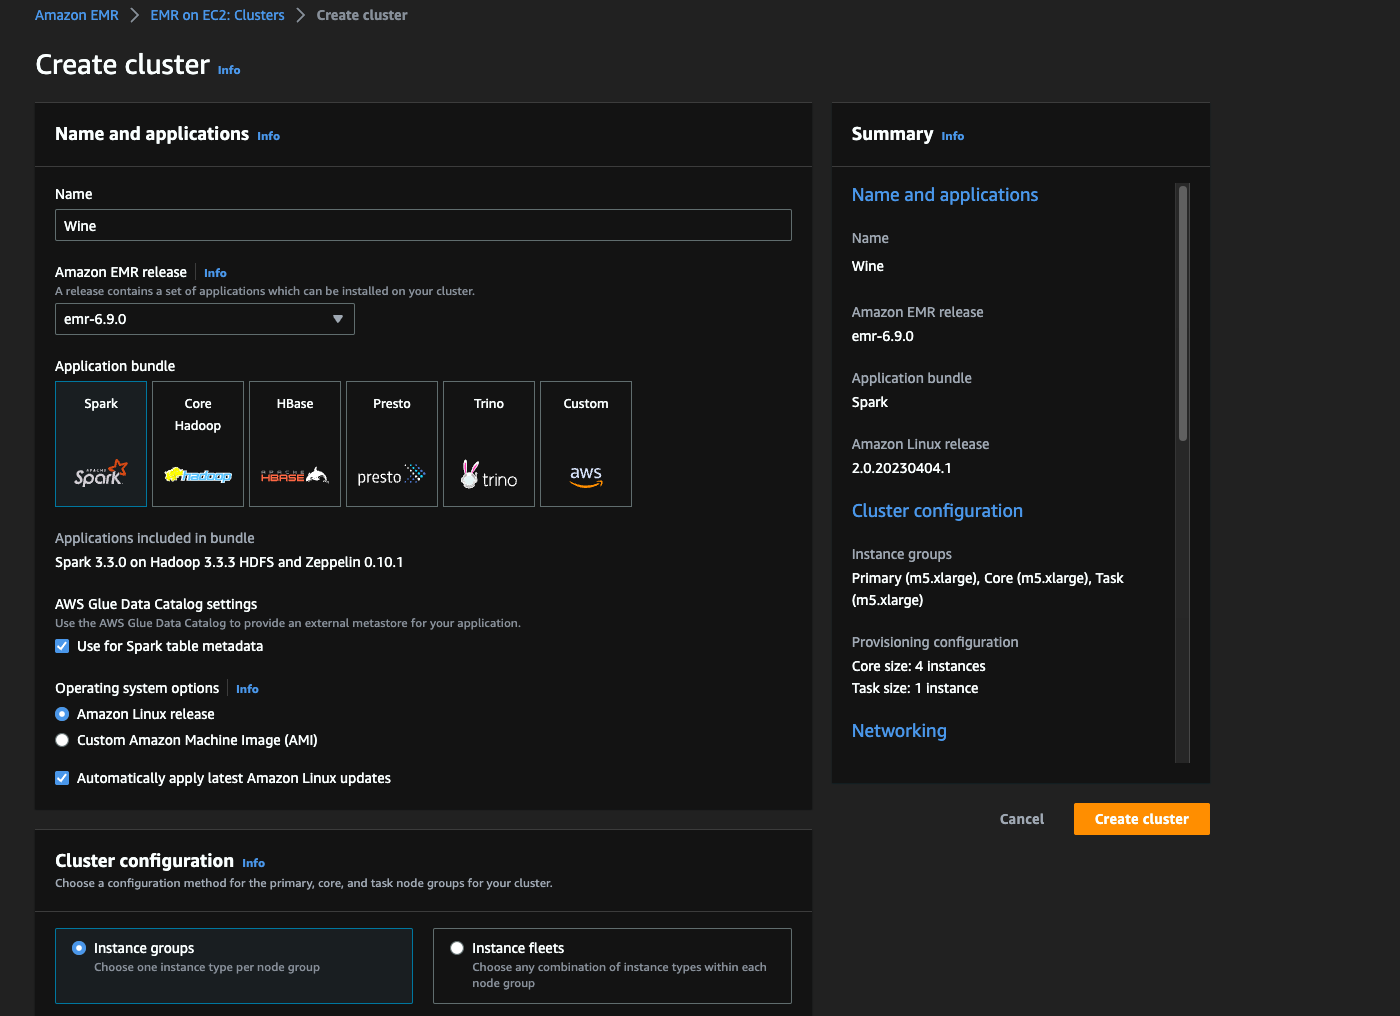 Amazon EMR > EMR on EC2: Clusters > Create cluster
Create cluster Info
Name and applications Info
Name
Wine
Amazon EMR release Info
A release contains a set of applications which can be installed on your cluster.
emr-6.9.0
Application bundle
Spark
APACHE
Spark
Core
Hadoop
hadoop
HBase
APACHE
HBASE
Presto
presto
Trino
trino
Custom
aws
Applications included in bundle
Spark 3.3.0 on Hadoop 3.3.3 HDFS and Zeppelin 0.10.1
AWS Glue Data Catalog settings
Use the AWS Glue Data Catalog to provide an external metastore for your application.
Use for Spark table metadata
Operating system options Info
Amazon Linux release
Custom Amazon Machine Image (AMI)
Automatically apply latest Amazon Linux updates
Cluster configuration Info
Choose a configuration method for the primary, core, and task node groups for your cluster.
Instance groups
Choose one instance type per node group
Instance fleets
Choose any combination of instance types within each
node group
Summary Info
Name and applications
Name
Wine
Amazon EMR release
emr-6.9.0
Application bundle
Spark
Amazon Linux release
2.0.20230404.1
Cluster configuration
Instance groups
Primary (m5.xlarge), Core (m5.xlarge), Task
(m5.xlarge)
Provisioning configuration
Core size: 4 instances
Task size: 1 instance
Networking
Cancel
Create cluster